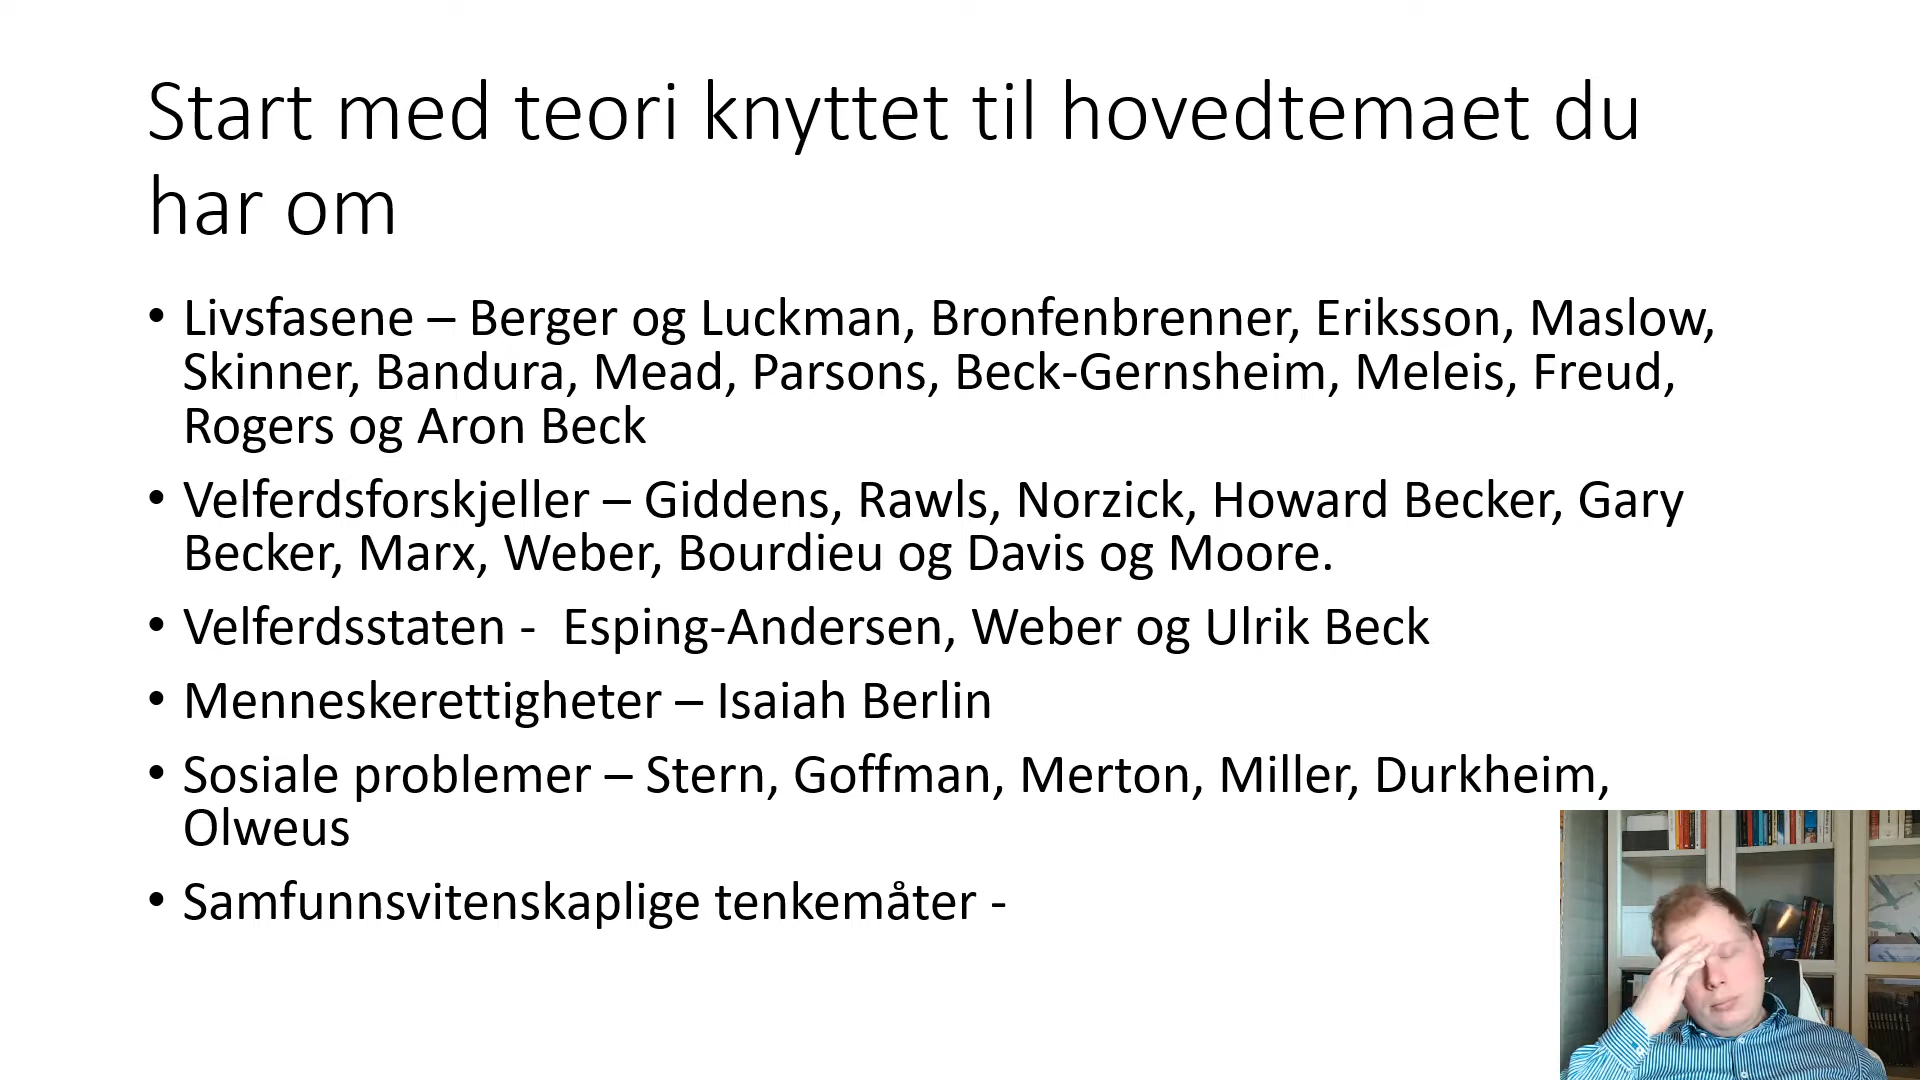 Start med teori knyttet til hovedtemaet du
har om
• Livsfasene – Berger og Luckman, Bronfenbrenner, Eriksson, Maslow,
Skinner, Bandura, Mead, Parsons, Beck-Gernsheim, Meleis, Freud,
Rogers og Aron Beck
• Velferdsforskjeller – Giddens, Rawls, Norzick, Howard Becker, Gary
Becker, Marx, Weber, Bourdieu og Davis og Moore.
• Velferdsstaten -  Esping-Andersen, Weber og Ulrik Beck
• Menneskerettigheter – Isaiah Berlin
• Sosiale problemer – Stern, Goffman, Merton, Miller, Durkheim,
Olweus
• Samfunnsvitenskaplige tenkemåter -